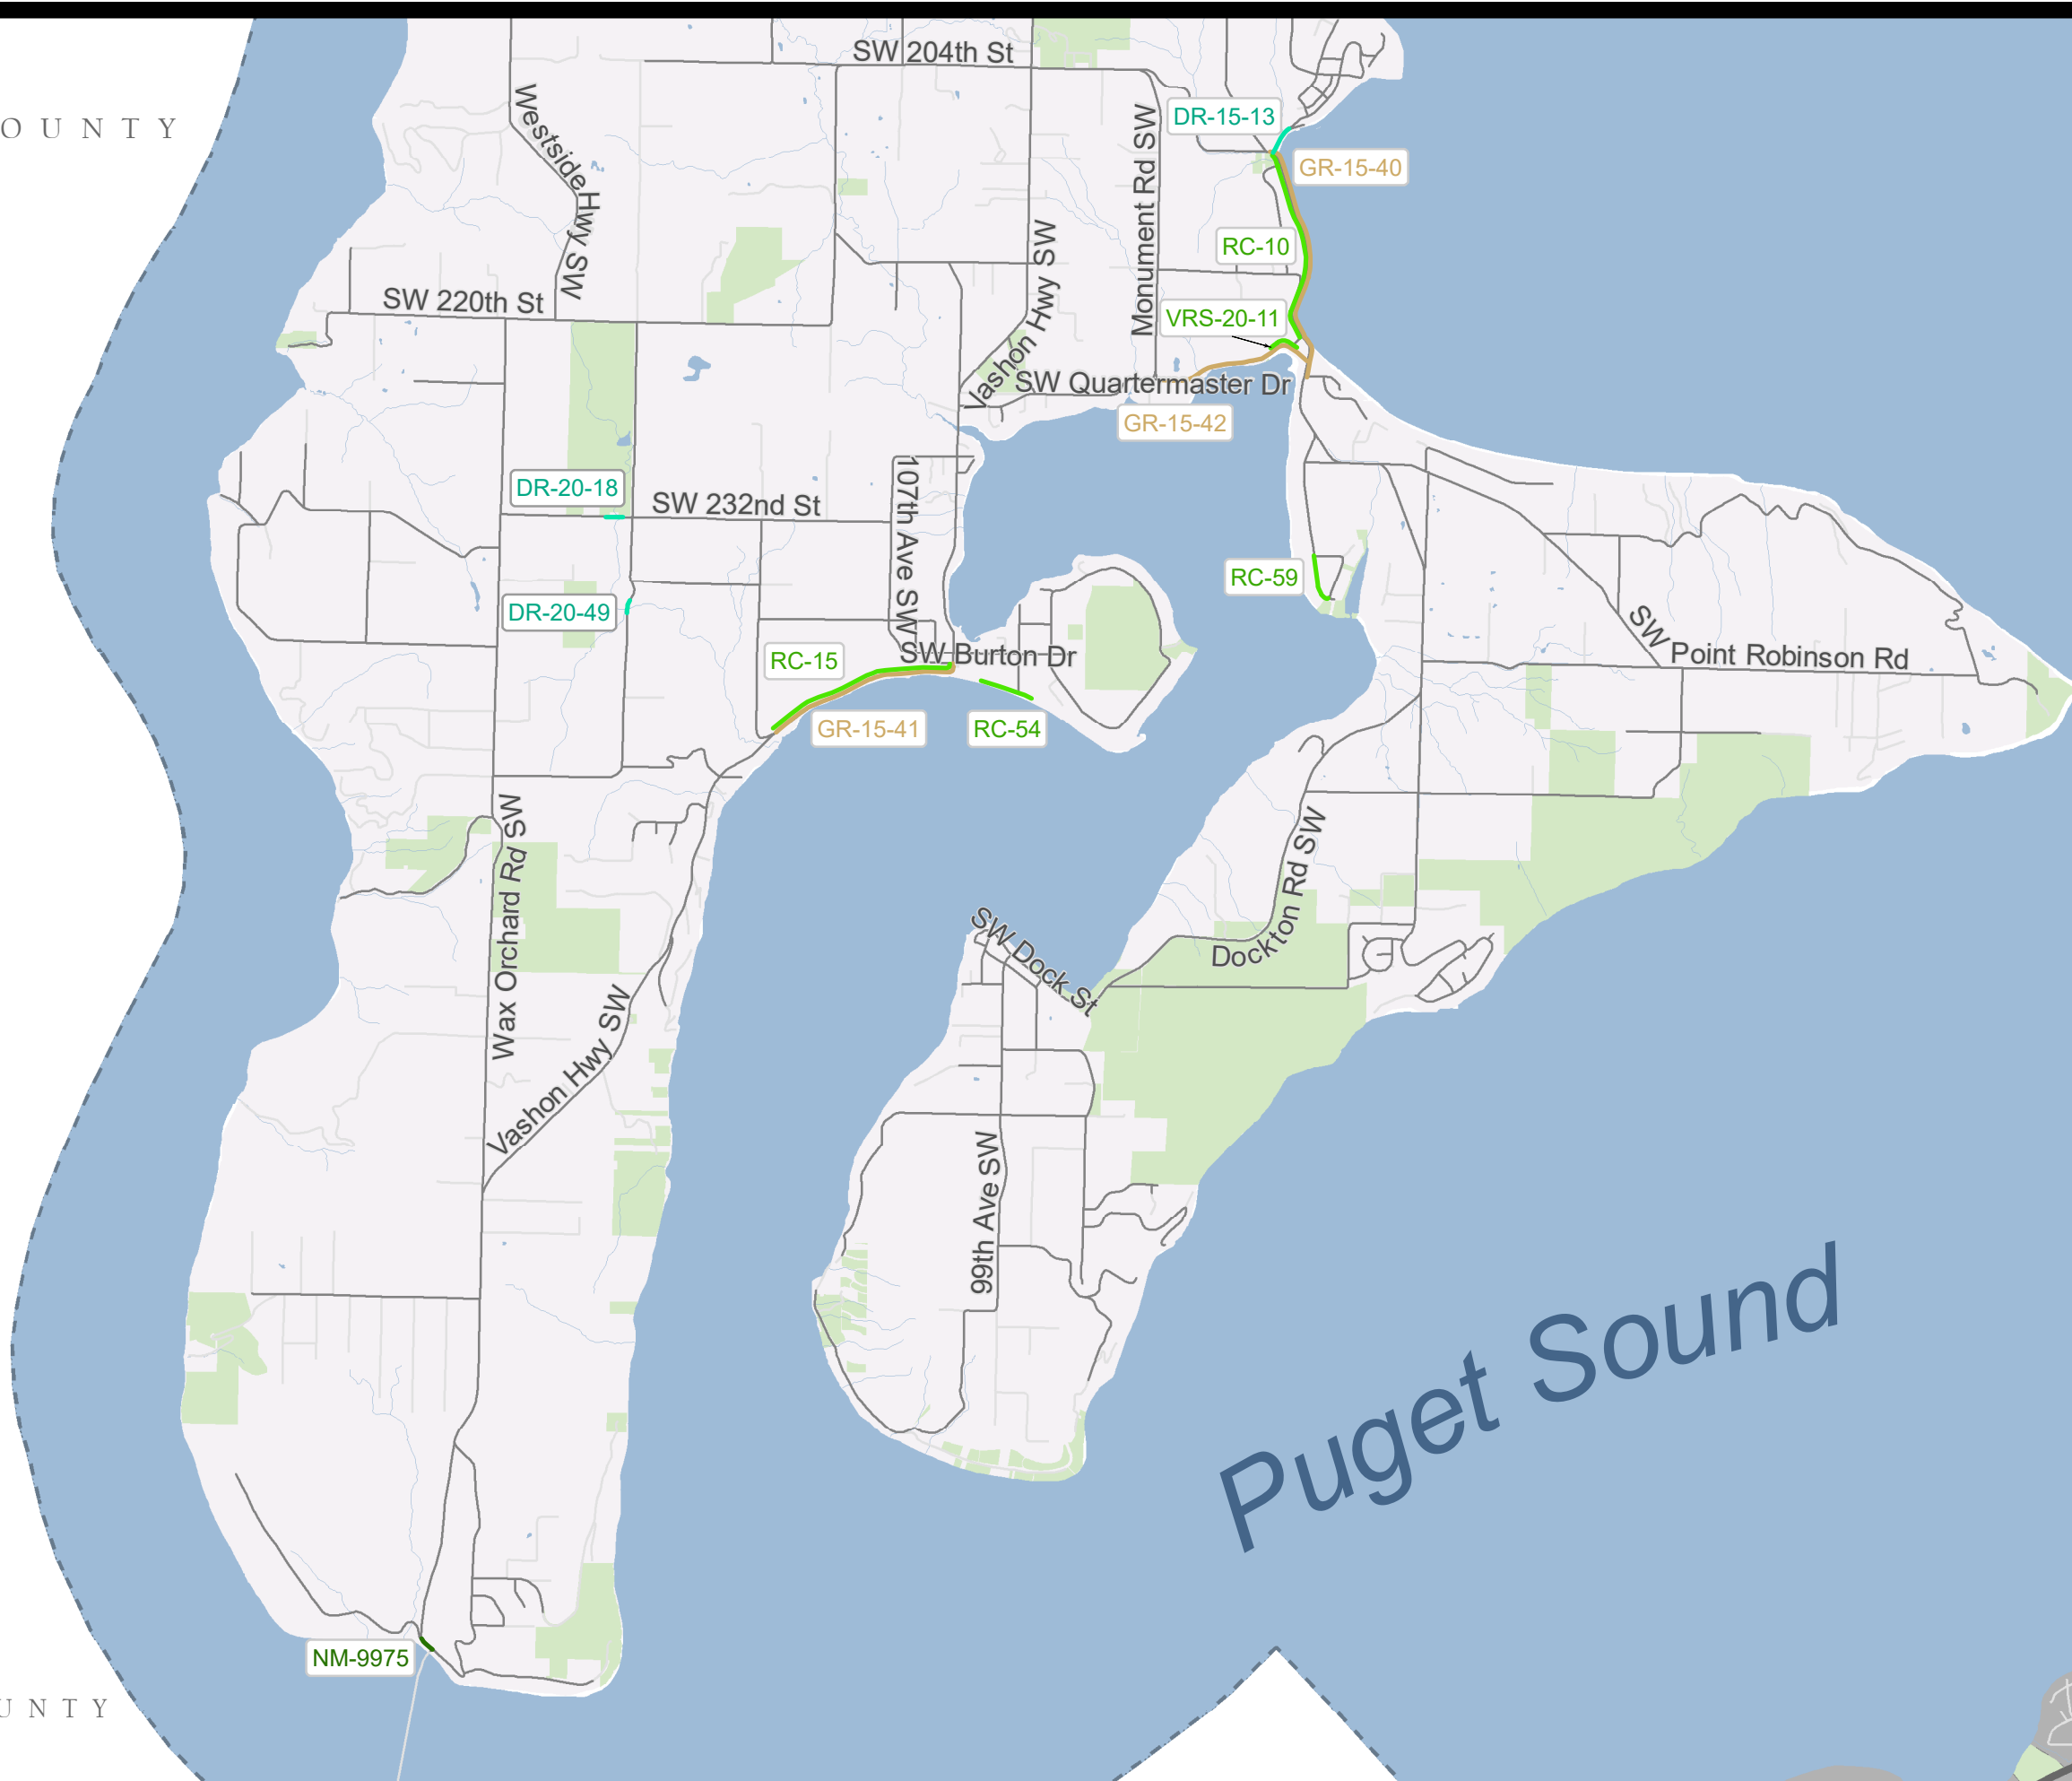 SW 204th St
Westside Hwy SW
DR-15-13
OUNTY
GR-15-40
Monument Rd SW
RC-10
Vashon Hwy SW
SW 220th St
VRS-20-11
SW Quartermaster Dr
GR-15-42
DR-20-18
SW 232nd St
107th Ave SW
RC-59
DR-20-49
SW Point Robinson Rd
SW Burton Dr
RC-15
GR-15-41
RC-54
Wax Orchard Rd SW
Dockton Rd SW
SW Dock St
Vashon Hwy SW
99th Ave SW
Puget Sound
NM-9975
UNTY